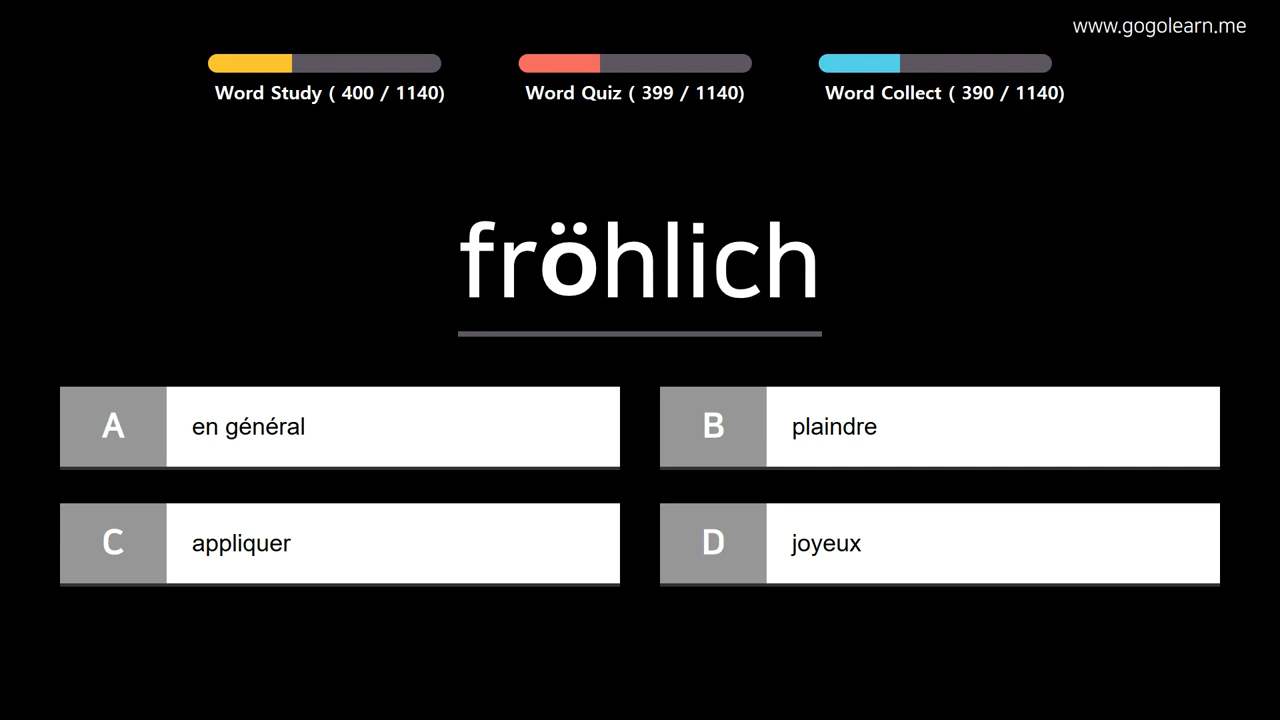 www.gogolearn.me
Word Study ( 400 / 1140)
Word Quiz ( 399 / 1140)
Word Collect ( 390 / 1140)
fröhlich
A en général
B plaindre
C appliquer
D joyeux